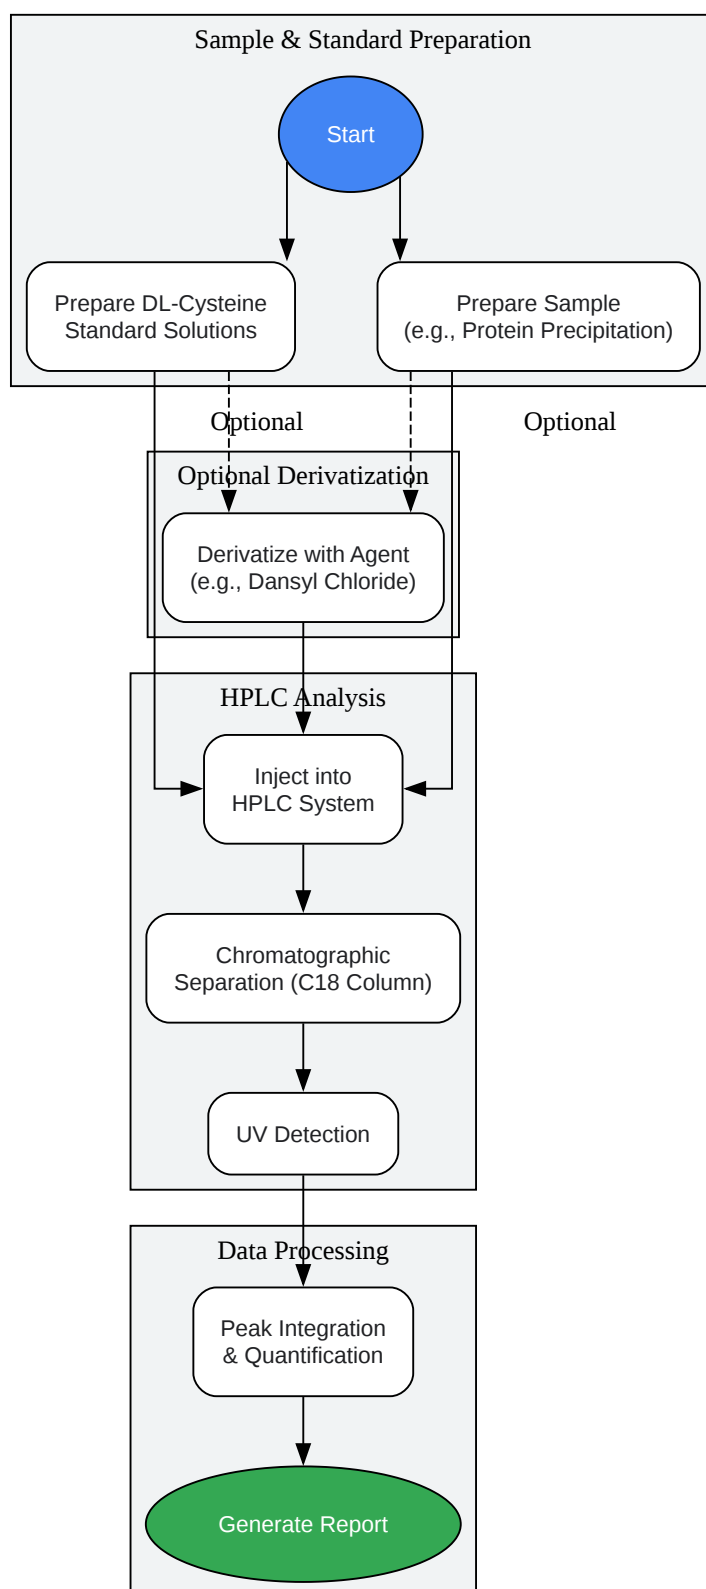 Sample & Standard Preparation
Start
Prepare DL-Cysteine
Standard Solutions
Prepare Sample
(e.g., Protein Precipitation)
Optional
Optional
Optional Derivatization
Derivatize with Agent
(e.g., Dansyl Chloride)
HPLC Analysis
Inject into
HPLC System
Chromatographic
Separation (C18 Column)
UV Detection
Data Processing
Peak Integration
& Quantification
Generate Report